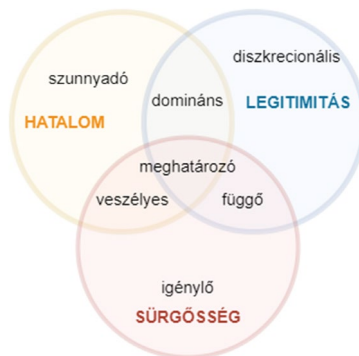 diszkrecionális
szunnyadó
domináns
LEGITIMITÁS
HATALOM
meghatározó
veszélyes
függő
igénylő
SÜRGŐSSÉG